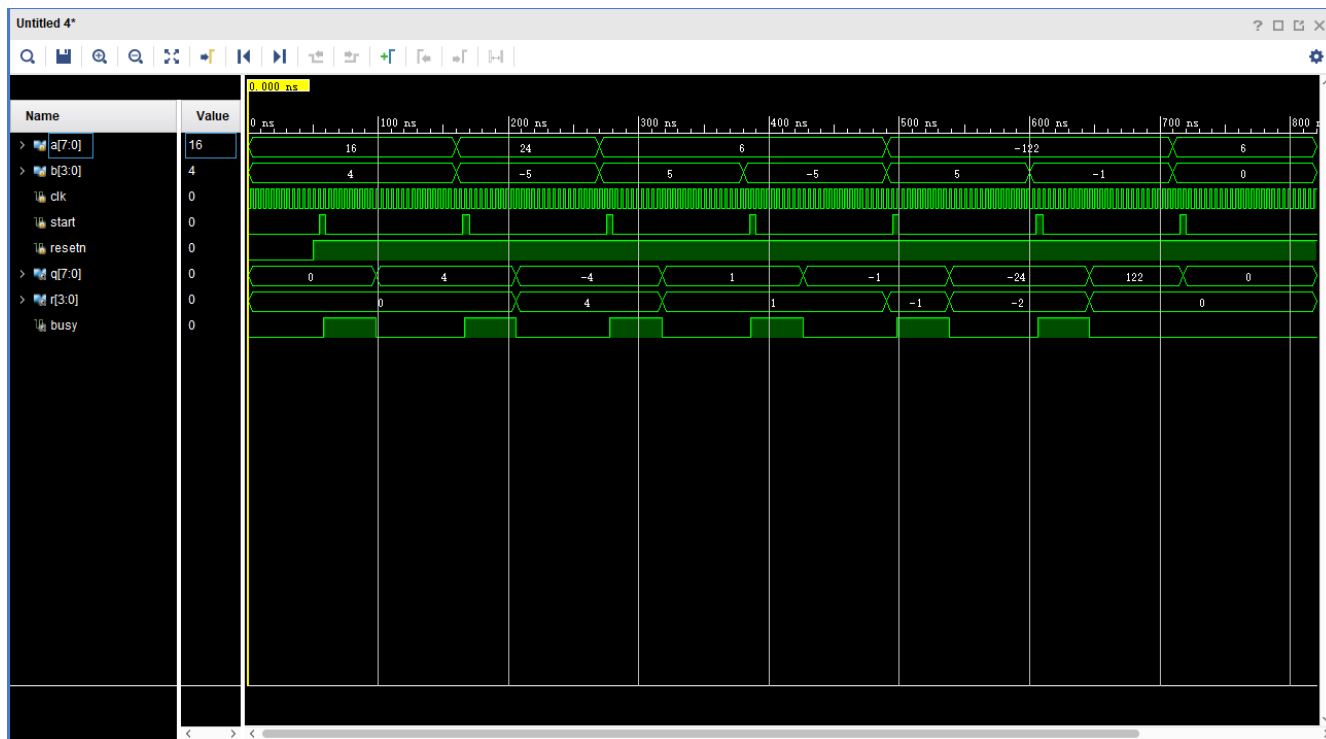 Untitled 4*
0.000 ns
Name Value
0 ns 100 ns 200 ns 300 ns 400 ns 500 ns 600 ns 700 ns 800
a[7:0] 16 16 24 6 -122 6
b[3:0] 4 4 -5 5 -5 5 -1 0
clk 0
start 0
resetn 0
q[7:0] 0 0 4 -4 1 -1 -24 122 0
r[3:0] 0 0 4 1 -1 -2 0
busy 0